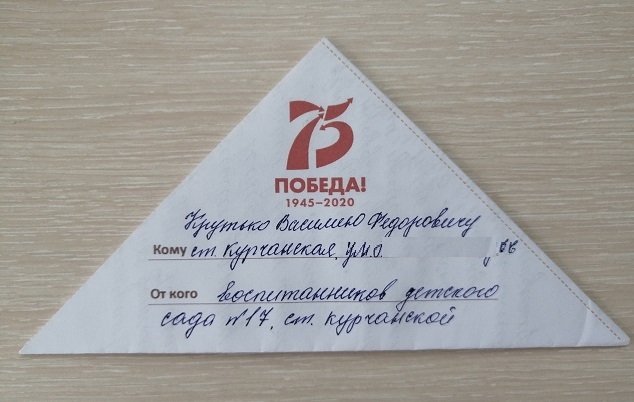 75
ПОБЕДА!
1945–2020
Крутько Василию Федоровичу
Кому ст. Курчанская, ул.
От кого Воспитанников детского
сада №17, ст. Курчанской